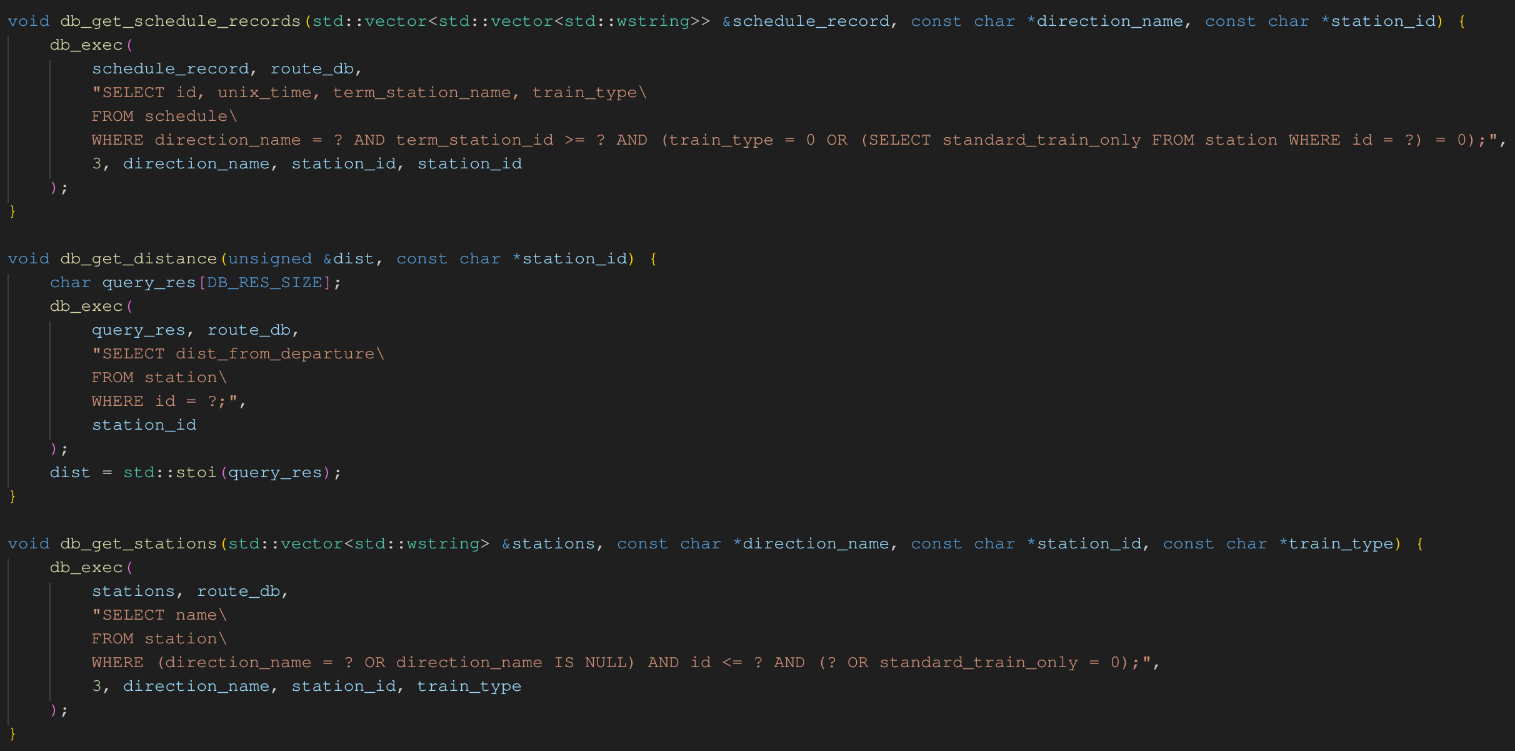 void db_get_schedule_records(std::vector<std::vector<std::wstring>> &schedule_record, const char *direction_name, const char *station_id) {
    db_exec(
        schedule_record, route_db,
        "SELECT id, unix_time, term_station_name, train_type\
        FROM schedule\
        WHERE direction_name = ? AND term_station_id >= ? AND (train_type = 0 OR (SELECT standard_train_only FROM station WHERE id = ?) = 0);",
        3, direction_name, station_id, station_id
    );
}

void db_get_distance(unsigned &dist, const char *station_id) {
    char query_res[DB_RES_SIZE];
    db_exec(
        query_res, route_db,
        "SELECT dist_from_departure\
        FROM station\
        WHERE id = ?;",
        station_id
    );
    dist = std::stoi(query_res);
}

void db_get_stations(std::vector<std::wstring> &stations, const char *direction_name, const char *station_id, const char *train_type) {
    db_exec(
        stations, route_db,
        "SELECT name\
        FROM station\
        WHERE (direction_name = ? OR direction_name IS NULL) AND id <= ? AND (? OR standard_train_only = 0);",
        3, direction_name, station_id, train_type
    );
}